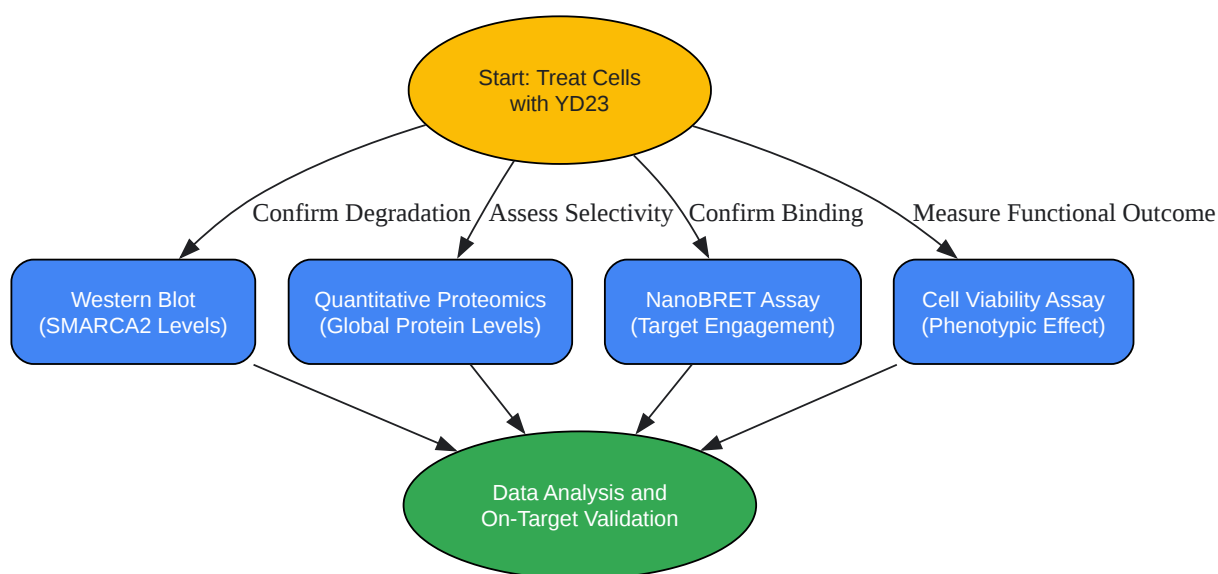 Start: Treat Cells
with YD23
Confirm Degradation
Assess Selectivity
Confirm Binding
Measure Functional Outcome
Western Blot
(SMARCA2 Levels)
Quantitative Proteomics
(Global Protein Levels)
NanoBRET Assay
(Target Engagement)
Cell Viability Assay
(Phenotypic Effect)
Data Analysis and
On-Target Validation